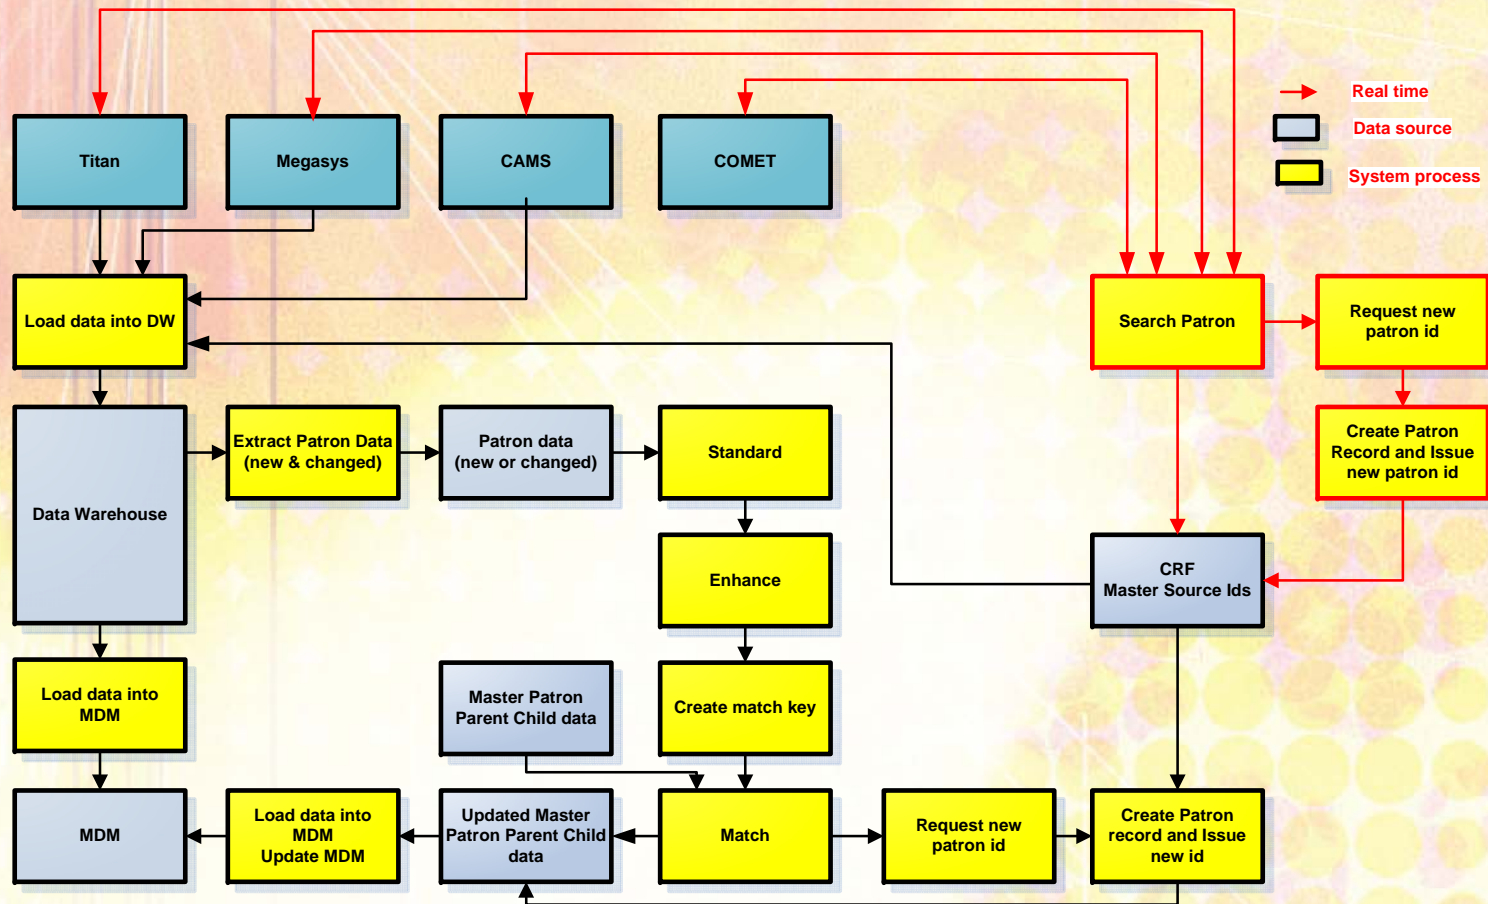 Real time
Data source
System process
Titan
Megasys
CAMS
COMET
Load data into DW
Search Patron
Request new
patron id
Data Warehouse
Extract Patron Data
(new & changed)
Patron data
(new or changed)
Standard
Create Patron
Record and Issue
new patron id
Enhance
CRF
Master Source Ids
Load data into
MDM
Master Patron
Parent Child data
Create match key
MDM
Load data into
MDM
Update MDM
Updated Master
Patron Parent Child
data
Match
Request new
patron id
Create Patron
record and Issue
new id